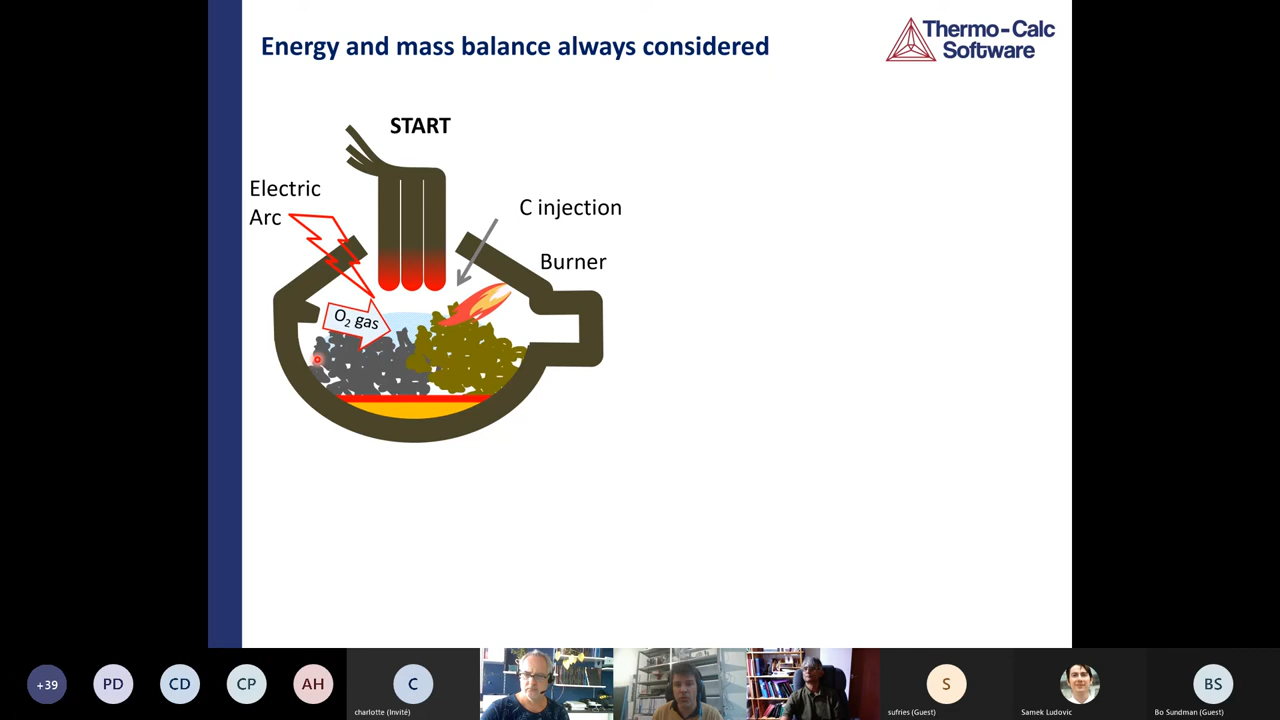 Energy and mass balance always considered
Thermo-Calc
Software
START
Electric
Arc
C injection
Burner
O2 gas
+39
PD
CD
CP
AH
C
charlotte (Invité)
S
sufries (Guest)
Samek Ludovic
BS
Bo Sundman (Guest)